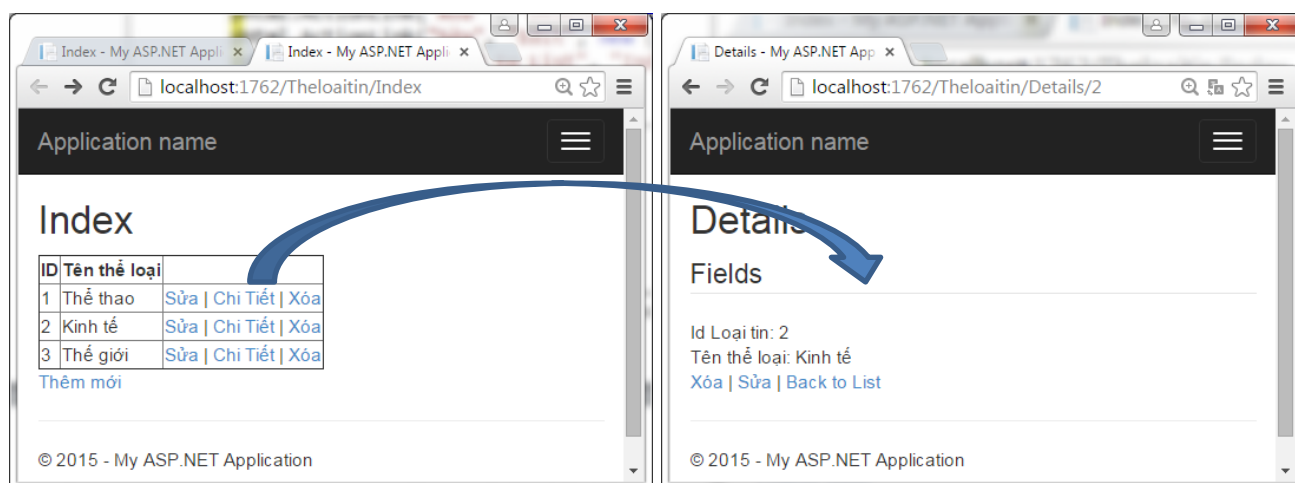 Index - My ASP.NET Appli
Index - My ASP.NET Appli
localhost:1762/Theloaitin/Index
Application name
Index
ID Tên thể loại
1 Thể thao Sửa | Chi Tiết | Xóa
2 Kinh tế Sửa | Chi Tiết | Xóa
3 Thế giới Sửa | Chi Tiết | Xóa
Thêm mới
© 2015 - My ASP.NET Application
Details - My ASP.NET App
localhost:1762/Theloaitin/Details/2
Application name
Details
Fields
Id Loại tin: 2
Tên thể loại: Kinh tế
Xóa | Sửa | Back to List
© 2015 - My ASP.NET Application